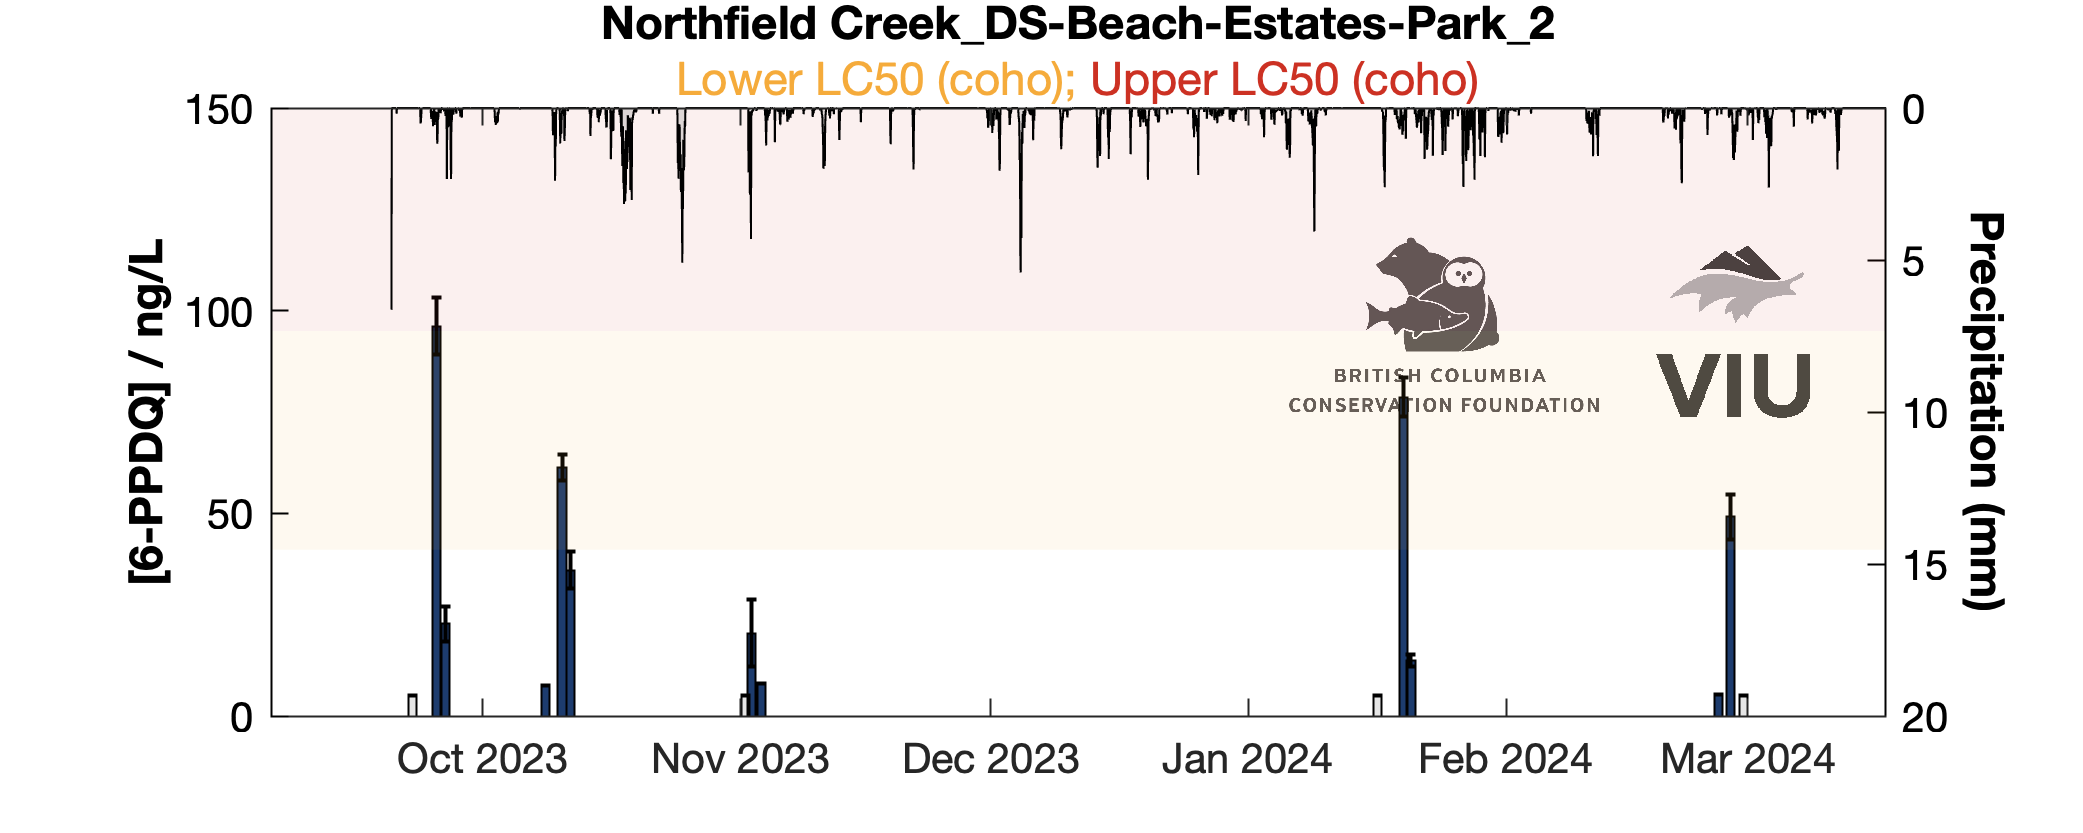 Northfield Creek_DS-Beach-Estates-Park_2
Lower LC50 (coho); Upper LC50 (coho)
150
100
50
0
[6-PPDQ] / ng/L
0
5
10
15
20
Precipitation (mm)
BRITISH COLUMBIA
CONSERVATION FOUNDATION
VIU
Oct 2023
Nov 2023
Dec 2023
Jan 2024
Feb 2024
Mar 2024